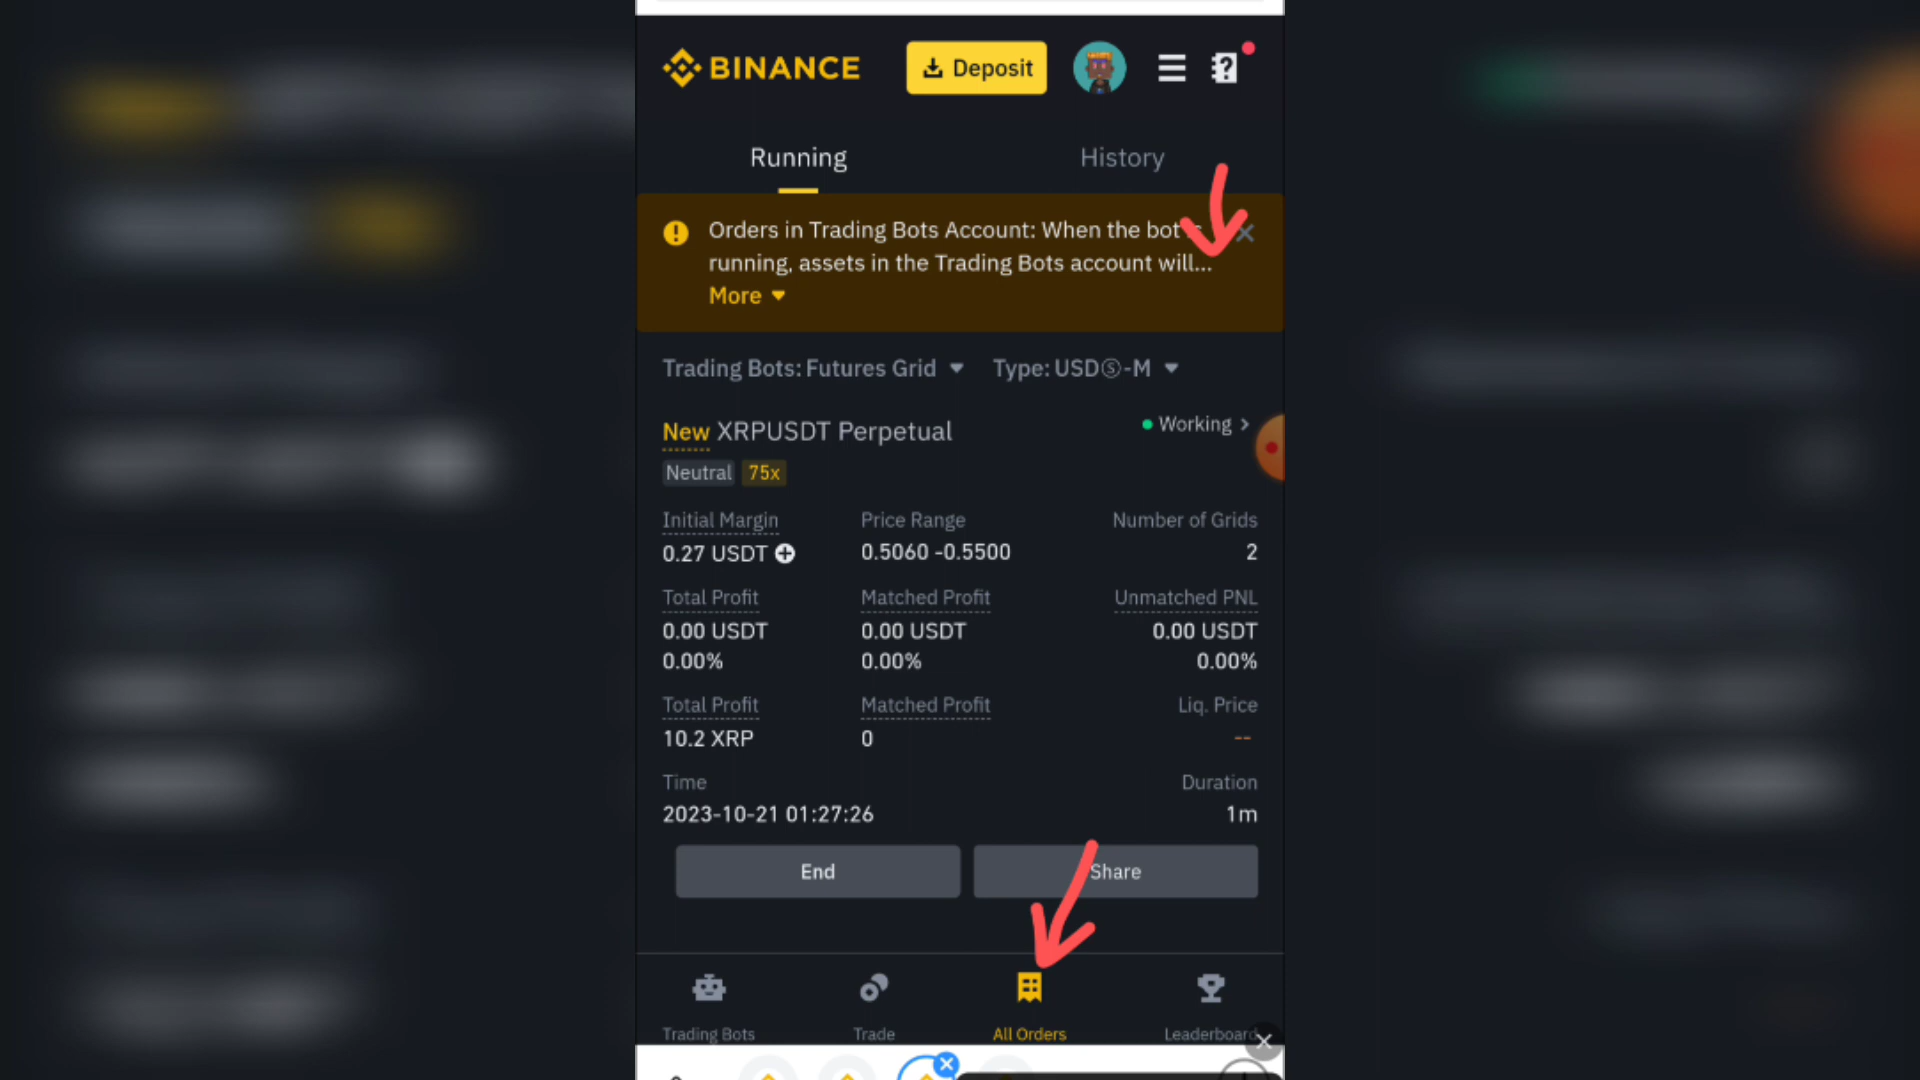 BINANCE
Deposit
Running
History
Orders in Trading Bots Account: When the bot is
running, assets in the Trading Bots account will...
More
Trading Bots: Futures Grid
Type: USDⓈ-M
New XRPUSDT Perpetual
Working
Neutral 75x
Initial Margin
Price Range
Number of Grids
0.27 USDT
0.5060 -0.5500
2
Total Profit
Matched Profit
Unmatched PNL
0.00 USDT
0.00 USDT
0.00 USDT
0.00%
0.00%
0.00%
Total Profit
Matched Profit
Liq. Price
10.2 XRP
0
--
Time
Duration
2023-10-21 01:27:26
1m
End
Share
Trading Bots
Trade
All Orders
Leaderboard